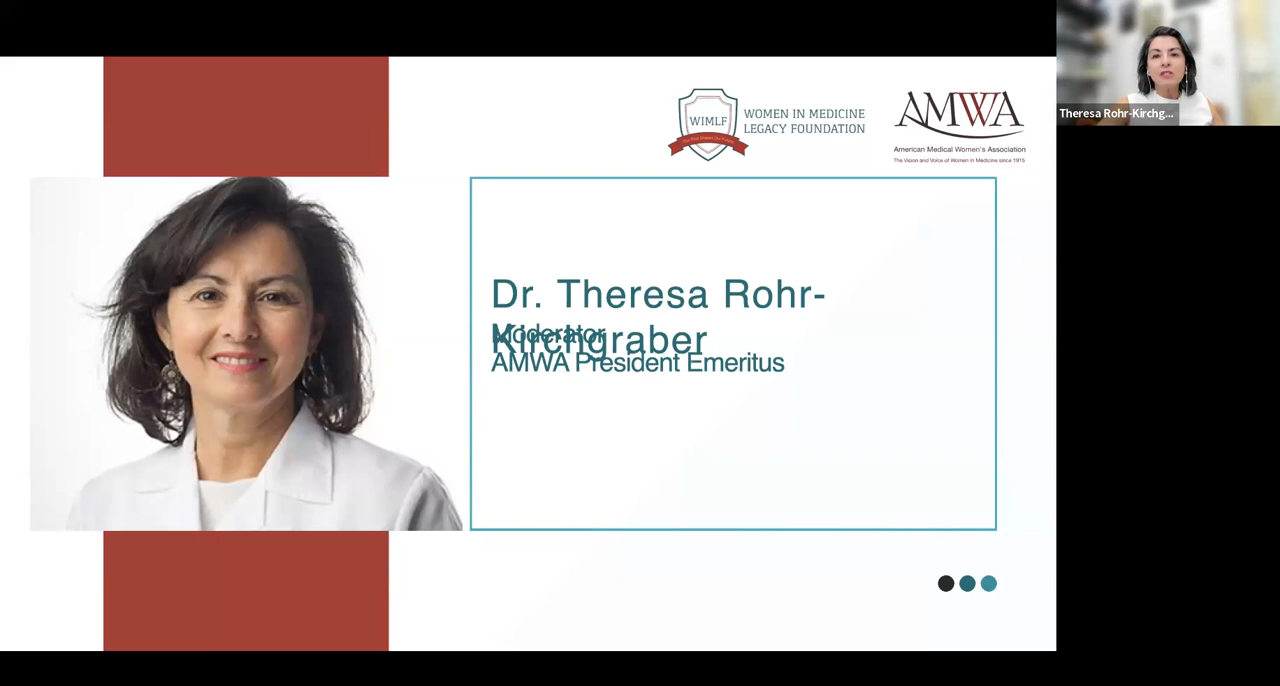 WIMLF
WOMEN IN MEDICINE
LEGACY FOUNDATION
AMWA
American Medical Women's Association
The Vision and Voice of Women in Medicine since 1915
Theresa Rohr-Kirchg...
Dr. Theresa Rohr-
Kirchgraber
Moderator
AMWA President Emeritus